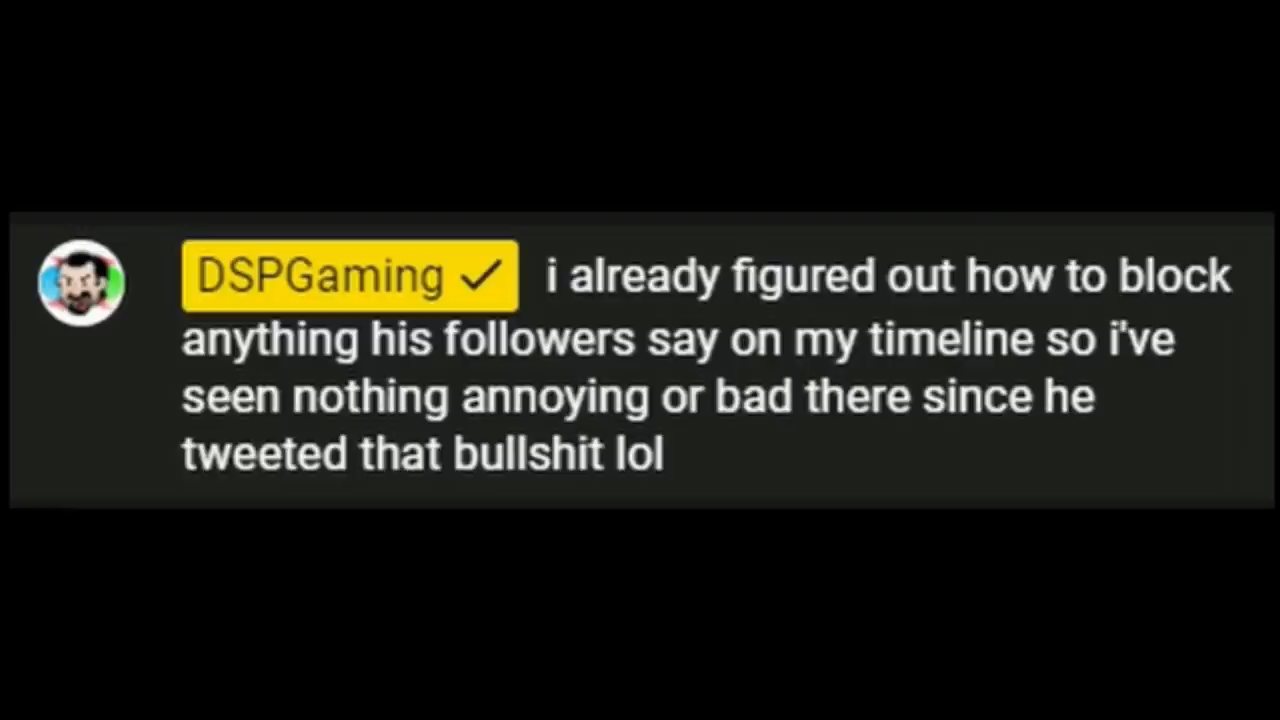 DSPGaming ✓ i already figured out how to block
anything his followers say on my timeline so i've
seen nothing annoying or bad there since he
tweeted that bullshit lol